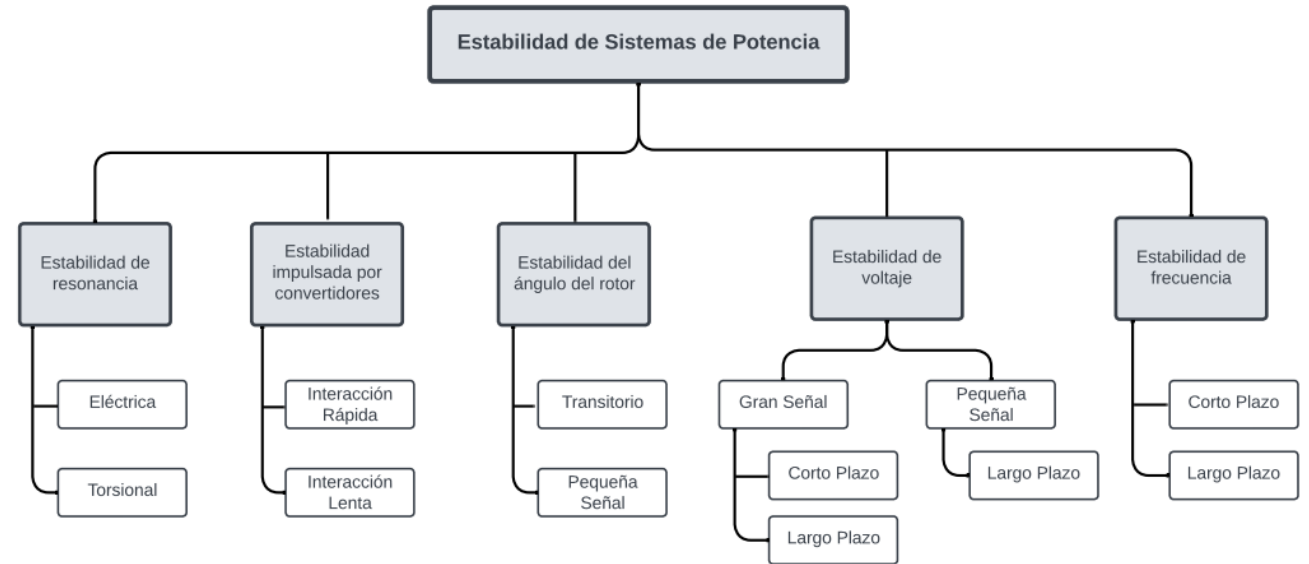 Estabilidad de Sistemas de Potencia
Estabilidad de
resonancia
Estabilidad
impulsada por
convertidores
Estabilidad del
ángulo del rotor
Estabilidad de
voltaje
Estabilidad de
frecuencia
Eléctrica
Torsional
Interacción
Rápida
Interacción
Lenta
Transitorio
Pequeña
Señal
Gran Señal
Corto Plazo
Largo Plazo
Pequeña
Señal
Largo Plazo
Corto Plazo
Largo Plazo